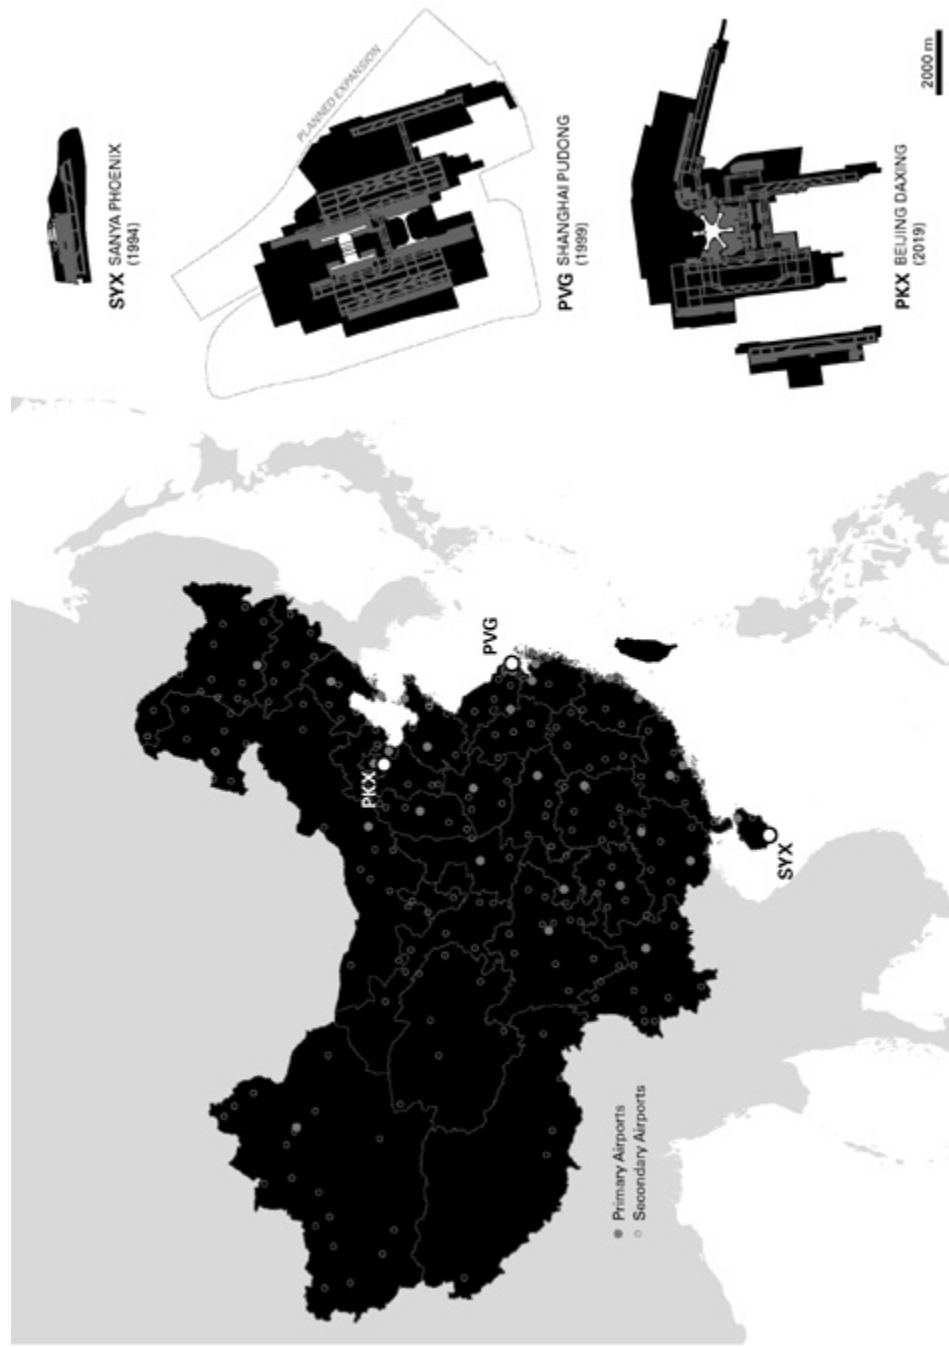 SYX SANYA PHOENIX
(1994)
PLANNED EXPANSION
PVG SHANGHAI PUDONG
(1999)
PKX BEIJING DAXING
(2019)
2000 m
PKX
PVG
SYX
Primary Airports
Secondary Airports